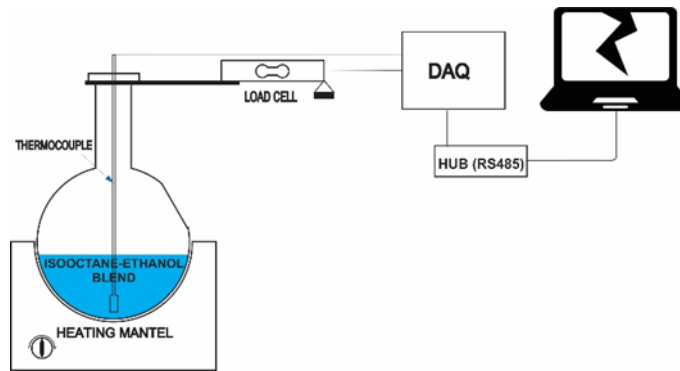 DAQ
LOAD CELL
THERMOCOUPLE
HUB (RS485)
ISOOCTANE-ETHANOL
BLEND
HEATING MANTEL